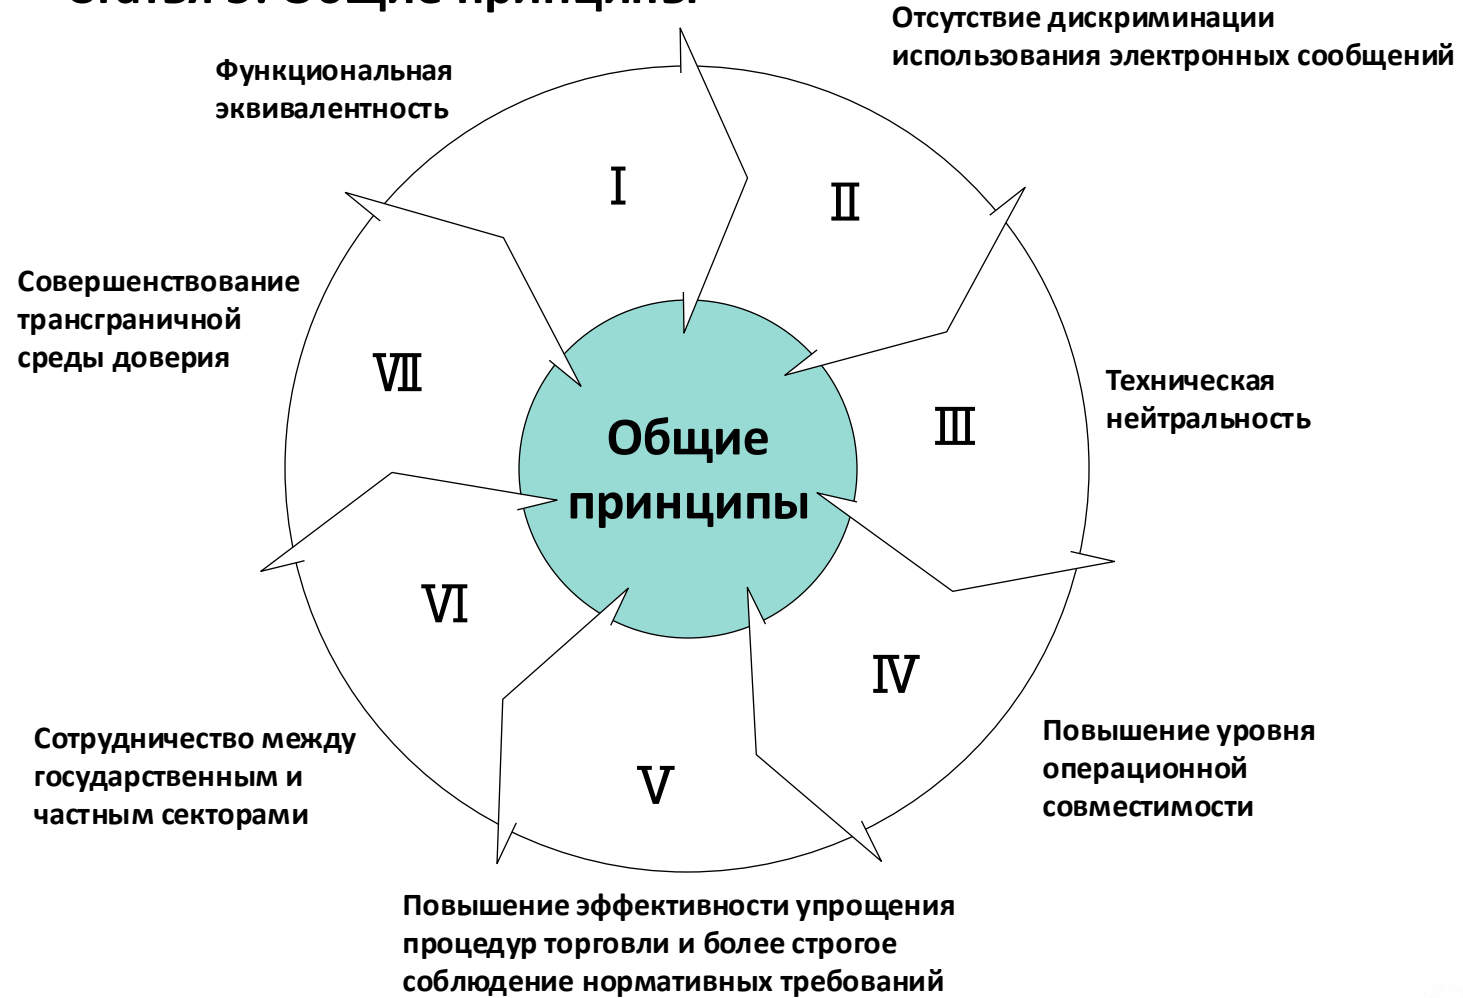 Общие принципы
Отсутствие дискриминации
использования электронных сообщений
Функциональная
эквивалентность
I
II
Совершенствование
трансграничной
среды доверия
VII
III
Техническая
нейтральность
Общие
принципы
VI
IV
Сотрудничество между
государственным и
частным секторами
V
Повышение уровня
операционной
совместимости
Повышение эффективности упрощения
процедур торговли и более строгое
соблюдение нормативных требований